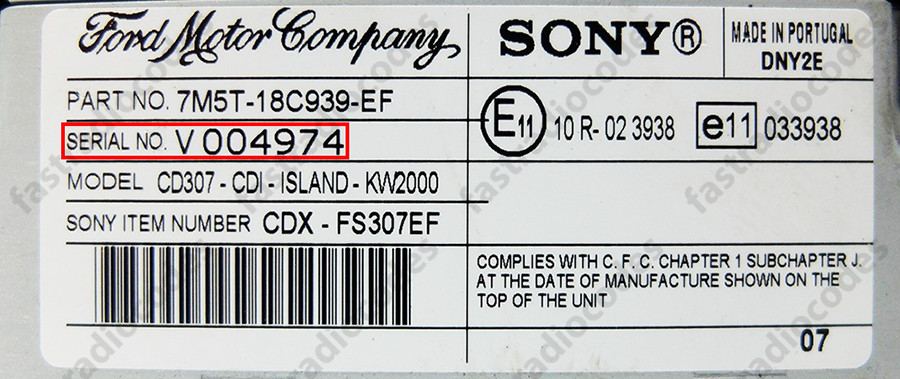 Ford Motor Company
SONY®
MADE IN PORTUGAL
DNY2E
PART NO. 7M5T-18C939-EF
SERIAL NO. V 004974
MODEL CD307 - CDI - ISLAND - KW2000
SONY ITEM NUMBER CDX - FS307EF
E11 10 R- 02 3938 e11 033938
COMPLIES WITH C. F. C. CHAPTER 1 SUBCHAPTER J.
AT THE DATE OF MANUFACTURE SHOWN ON THE
TOP OF THE UNIT
07
fastradiocodes